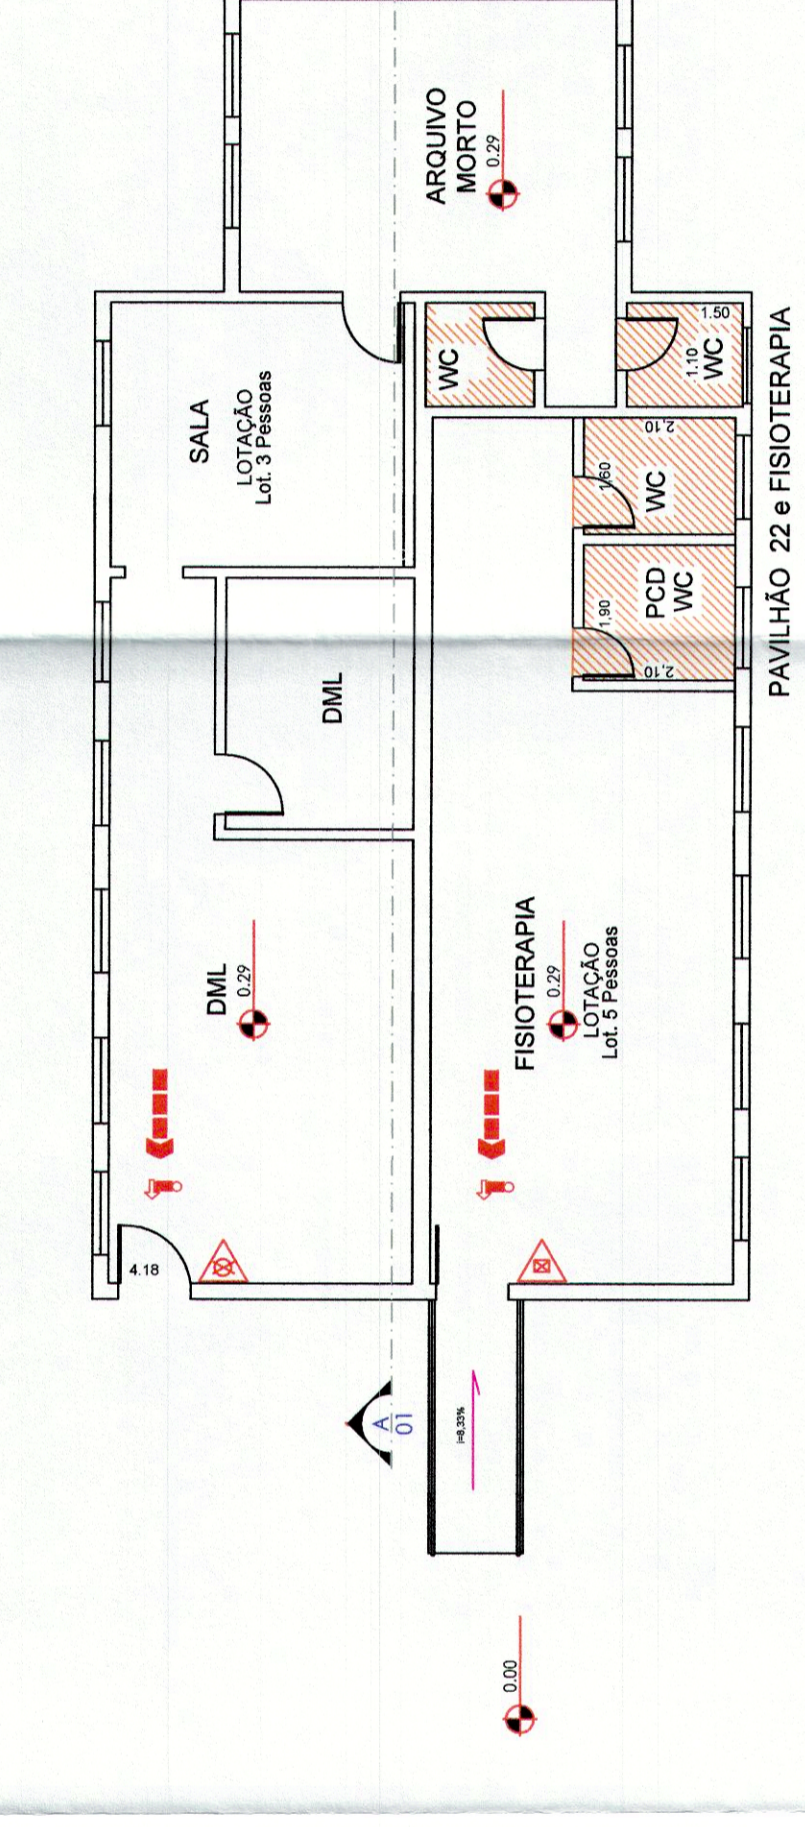 ARQUIVO
MORTO
0.29
SALA
LOTAÇÃO
Lot. 3 Pessoas
WC
1.50
1.10
WC
2,10
1,60
WC
PCD
WC
1,90
2,10
DML
DML
0.29
FISIOTERAPIA
0.29
LOTAÇÃO
Lot. 5 Pessoas
4.18
A
01
i=8,33%
0.00
PAVILHÃO 22 e FISIOTERAPIA